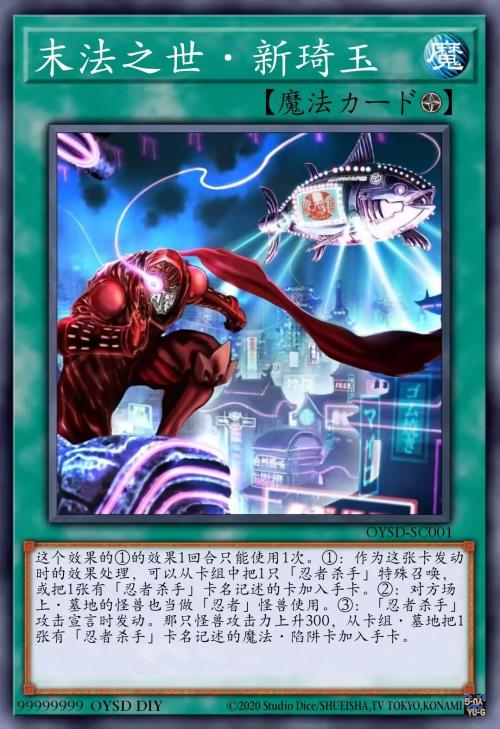 末法之世·新琦玉
魔
【魔法カード】
OYSD-SC001
这个效果的①的效果1回合只能使用1次。①：作为这张卡发动
时的效果处理，可以从卡组中把1只「忍者杀手」特殊召唤，
或把1张有「忍者杀手」卡名记述的卡加入手卡。②：对方场
上·墓地的怪兽也当做「忍者」怪兽使用。③：「忍者杀手」
攻击宣言时发动。那只怪兽攻击力上升300，从卡组·墓地把1
张有「忍者杀手」卡名记述的魔法·陷阱卡加入手卡。
99999999 OYSD DIY
©2020 Studio Dice/SHUEISHA,TV TOKYO,KONAMI